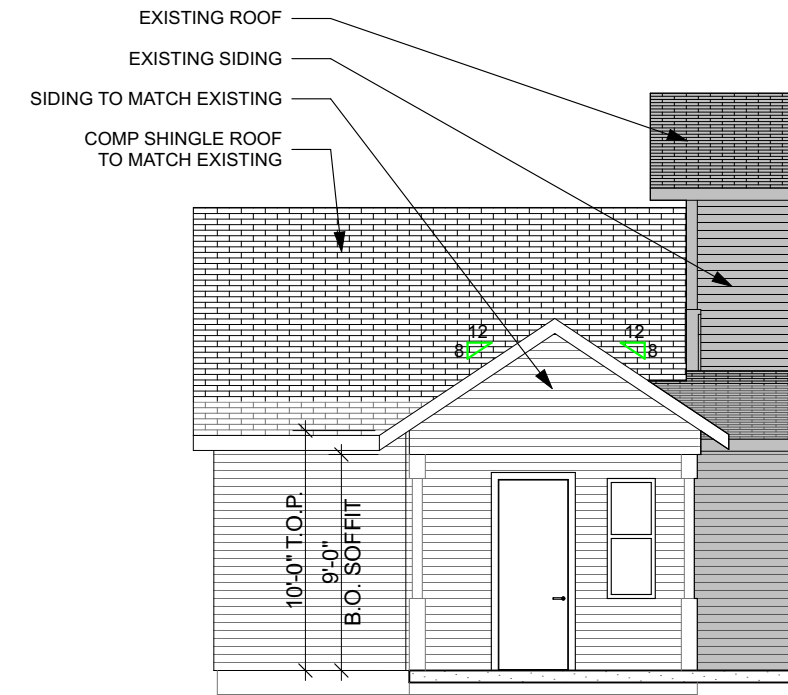 EXISTING ROOF
EXISTING SIDING
SIDING TO MATCH EXISTING
COMP SHINGLE ROOF
TO MATCH EXISTING
12
8
12
8
10'-0" T.O.P.
9'-0"
B.O. SOFFIT